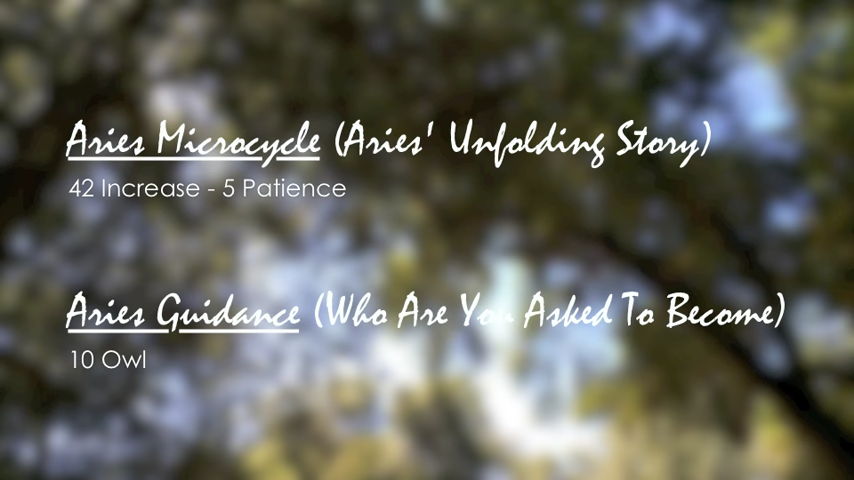 Aries Microcycle (Aries' Unfolding Story)
42 Increase - 5 Patience
Aries Guidance (Who Are You Asked To Become)
10 Owl